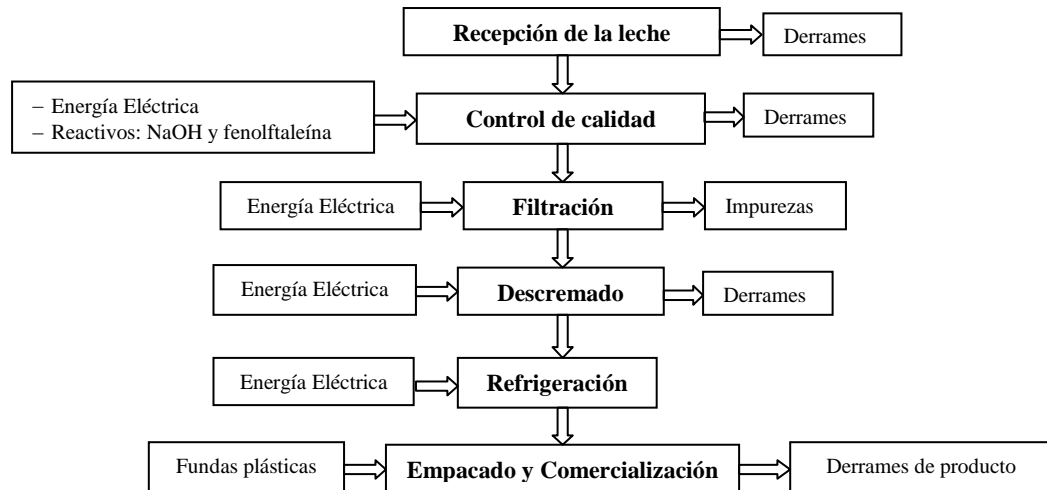 Recepción de la leche
Derrames
– Energía Eléctrica
– Reactivos: NaOH y fenolftaleína
Control de calidad
Derrames
Energía Eléctrica
Filtración
Impurezas
Energía Eléctrica
Descremado
Derrames
Energía Eléctrica
Refrigeración
Fundas plásticas
Empacado y Comercialización
Derrames de producto